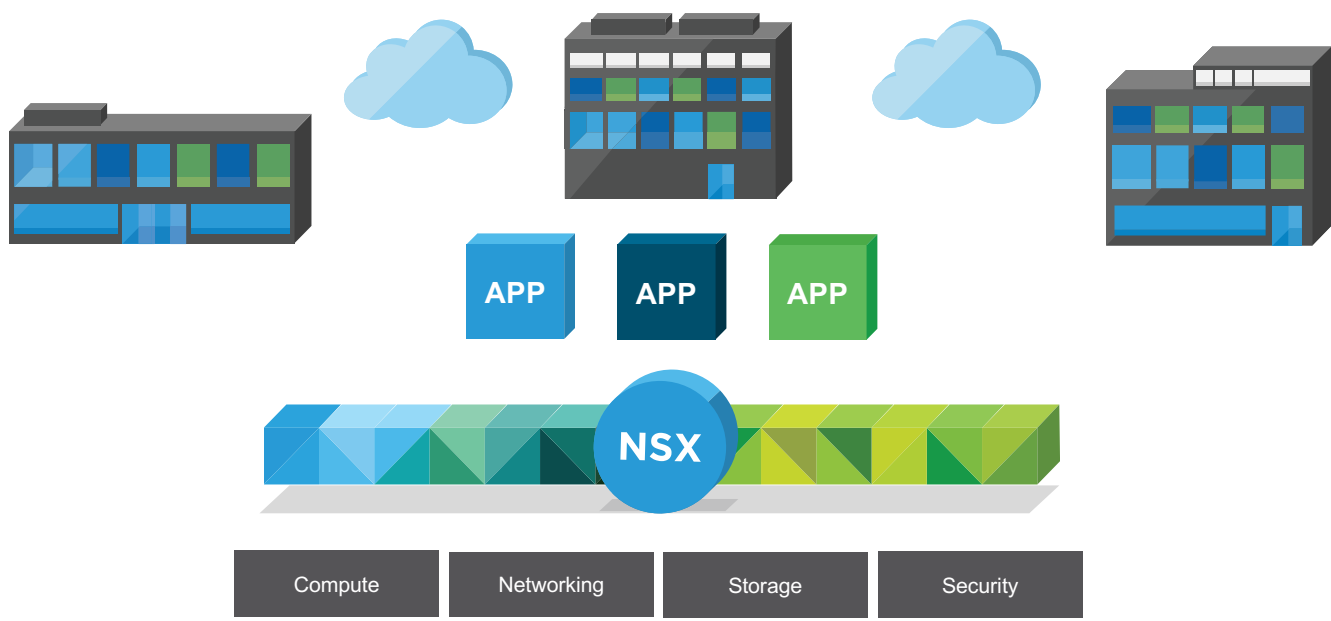 APP
APP
APP
NSX
Compute
Networking
Storage
Security